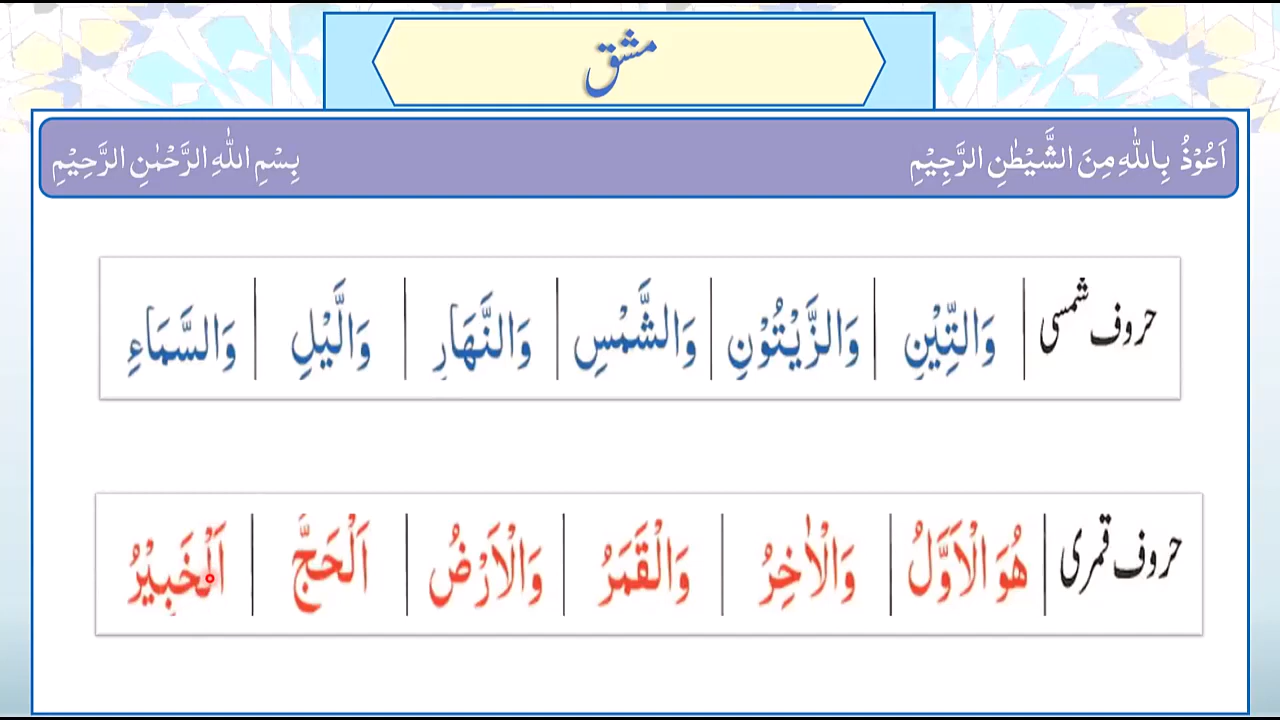 مشق
اَعُوْذُ بِاللّٰهِ مِنَ الشَّيْطٰنِ الرَّجِيْمِ بِسْمِ اللّٰهِ الرَّحْمٰنِ الرَّحِيْمِ
حروف شمسی وَالتِّيْنِ وَالزَّيْتُوْنِ وَالشَّمْسِ وَالنَّهَارِ وَالَّيْلِ وَالسَّمَاءِ
حروف قمری هُوَ الْاَوَّلُ وَالْاٰخِرُ وَالْقَمَرُ وَالْاَرْضُ اَلْحَجَّ اَلْخَبِيْرُ